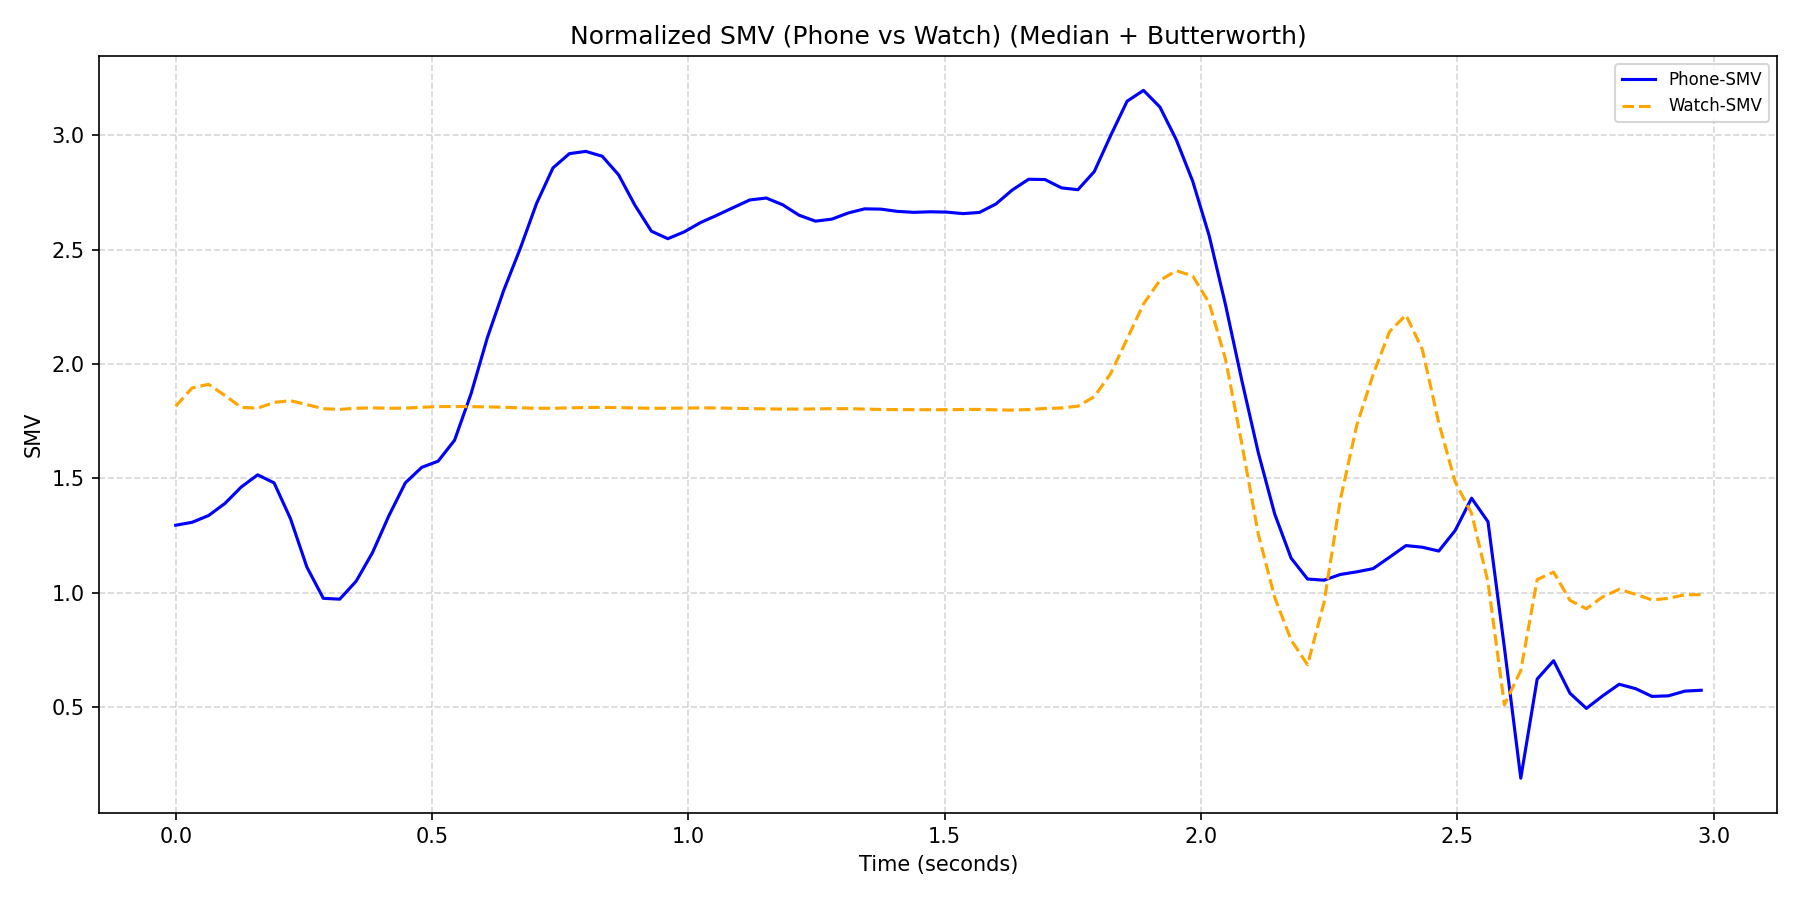 Normalized SMV (Phone vs Watch) (Median + Butterworth)
Phone-SMV
Watch-SMV
SMV
3.0
2.5
2.0
1.5
1.0
0.5
0.0 0.5 1.0 1.5 2.0 2.5 3.0
Time (seconds)